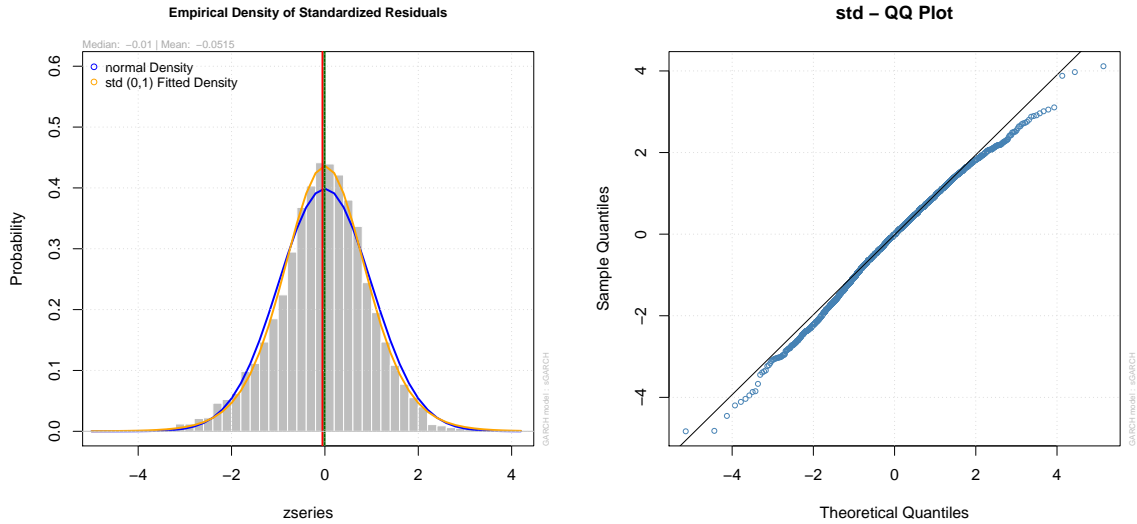 Empirical Density of Standardized Residuals
Median: −0.01 | Mean: −0.0515
normal Density
std (0,1) Fitted Density
Probability
0.6
0.5
0.4
0.3
0.2
0.1
0.0
−4 −2 0 2 4
zseries
GARCH model : sGARCH
std − QQ Plot
Sample Quantiles
4
2
0
−2
−4
−4 −2 0 2 4
Theoretical Quantiles
GARCH model : sGARCH